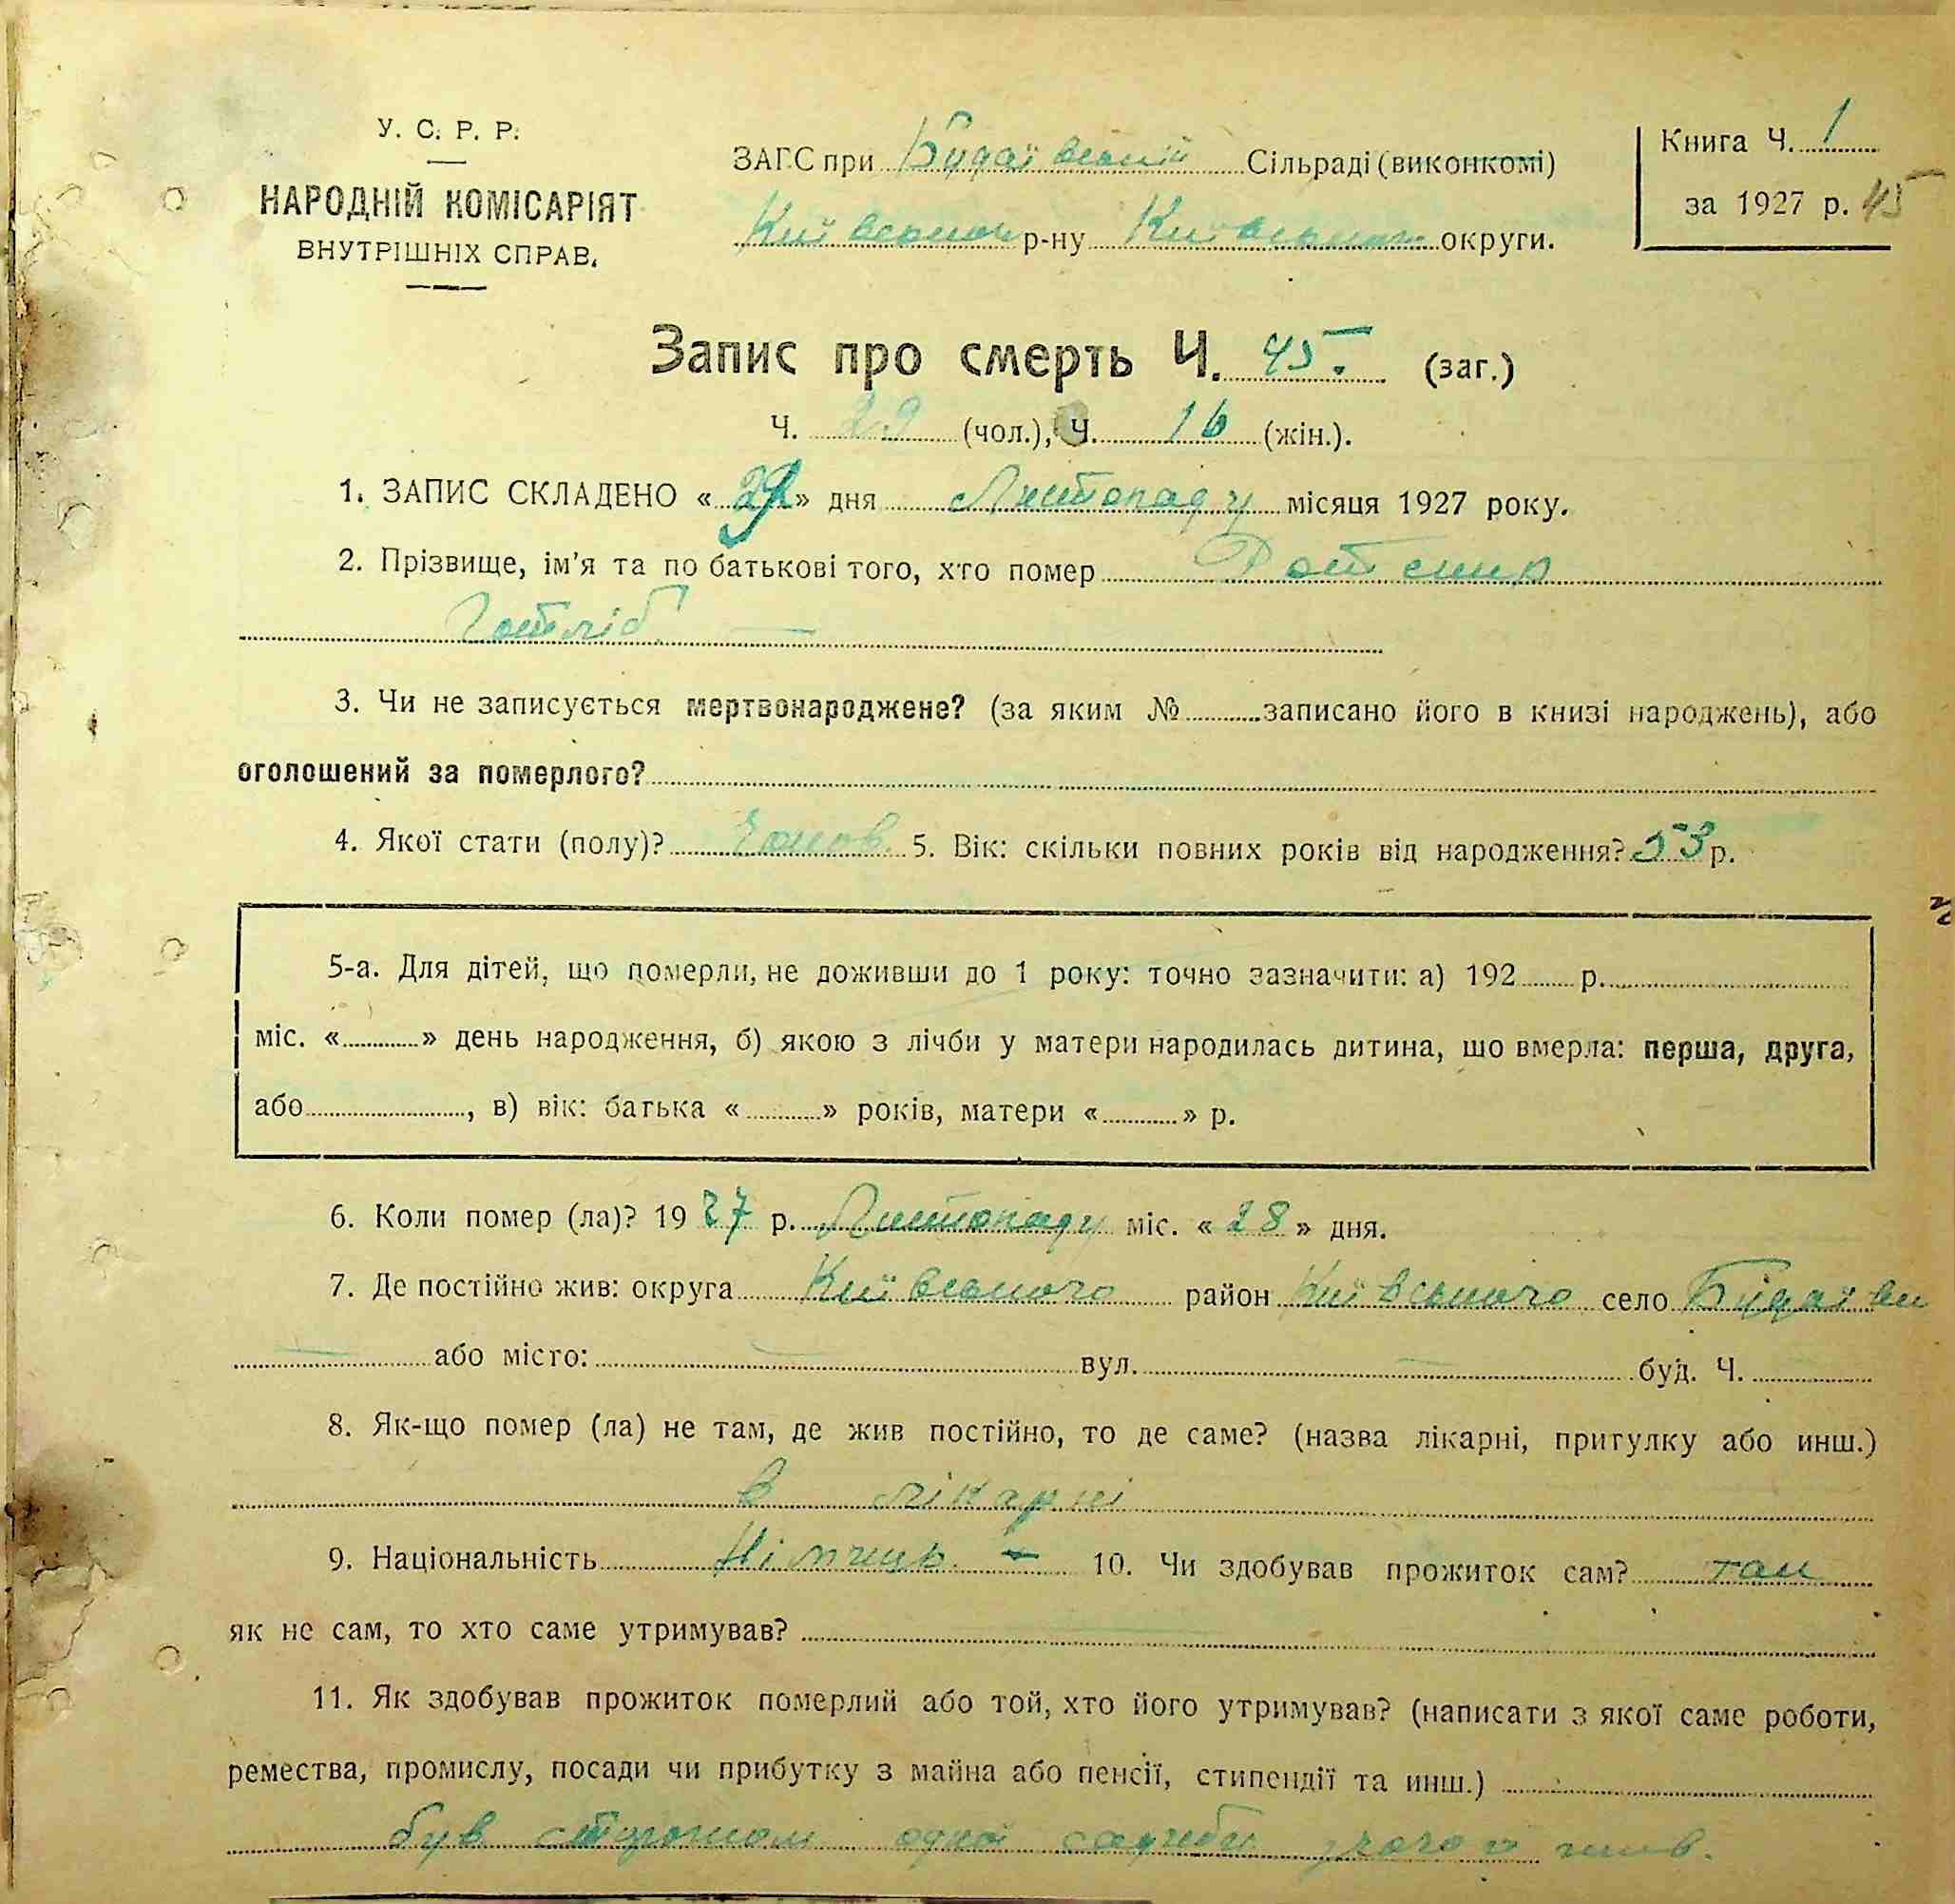 У. С. Р. Р.
НАРОДНІЙ КОМІСАРІЯТ
ВНУТРІШНІХ СПРАВ.
ЗАГС при Будаївській Сільраді (виконкомі)
Київського р-ну Київської округи.
Книга Ч. 1
за 1927 р. 45
Запис про смерть Ч. 45. (заг.)
Ч. 29 (чол.), Ч. 16 (жін.).
1. ЗАПИС СКЛАДЕНО « 29 » дня Листопаду місяця 1927 року.
2. Прізвище, ім'я та по батькові того, хто помер
Готліб
3. Чи не записується мертвонароджене? (за яким № записано його в книзі народжень), або
оголошений за померлого?
4. Якої стати (полу)? Чолов. 5. Вік: скільки повних років від народження? 53 р.
5-а. Для дітей, що померли, не доживши до 1 року: точно зазначити: а) 192 р.
міс. « » день народження, б) якою з лічби у матери народилась дитина, що вмерла: перша, друга,
або , в) вік: батька « » років, матери « » р.
6. Коли помер (ла)? 1927 р. Листопаду міс. « 28 » дня.
7. Де постійно жив: округа Київського район Київського село Будаївки
або місто: вул. буд. Ч.
8. Як-що помер (ла) не там, де жив постійно, то де саме? (назва лікарні, притулку або инш.)
в лікарні
9. Національність Німець 10. Чи здобував прожиток сам? так
як не сам, то хто саме утримував?
11. Як здобував прожиток померлий або той, хто його утримував? (написати з якої саме роботи,
ремества, промислу, посади чи прибутку з майна або пенсії, стипендії та инш.)
був сторожом одної служби з чого й жив.